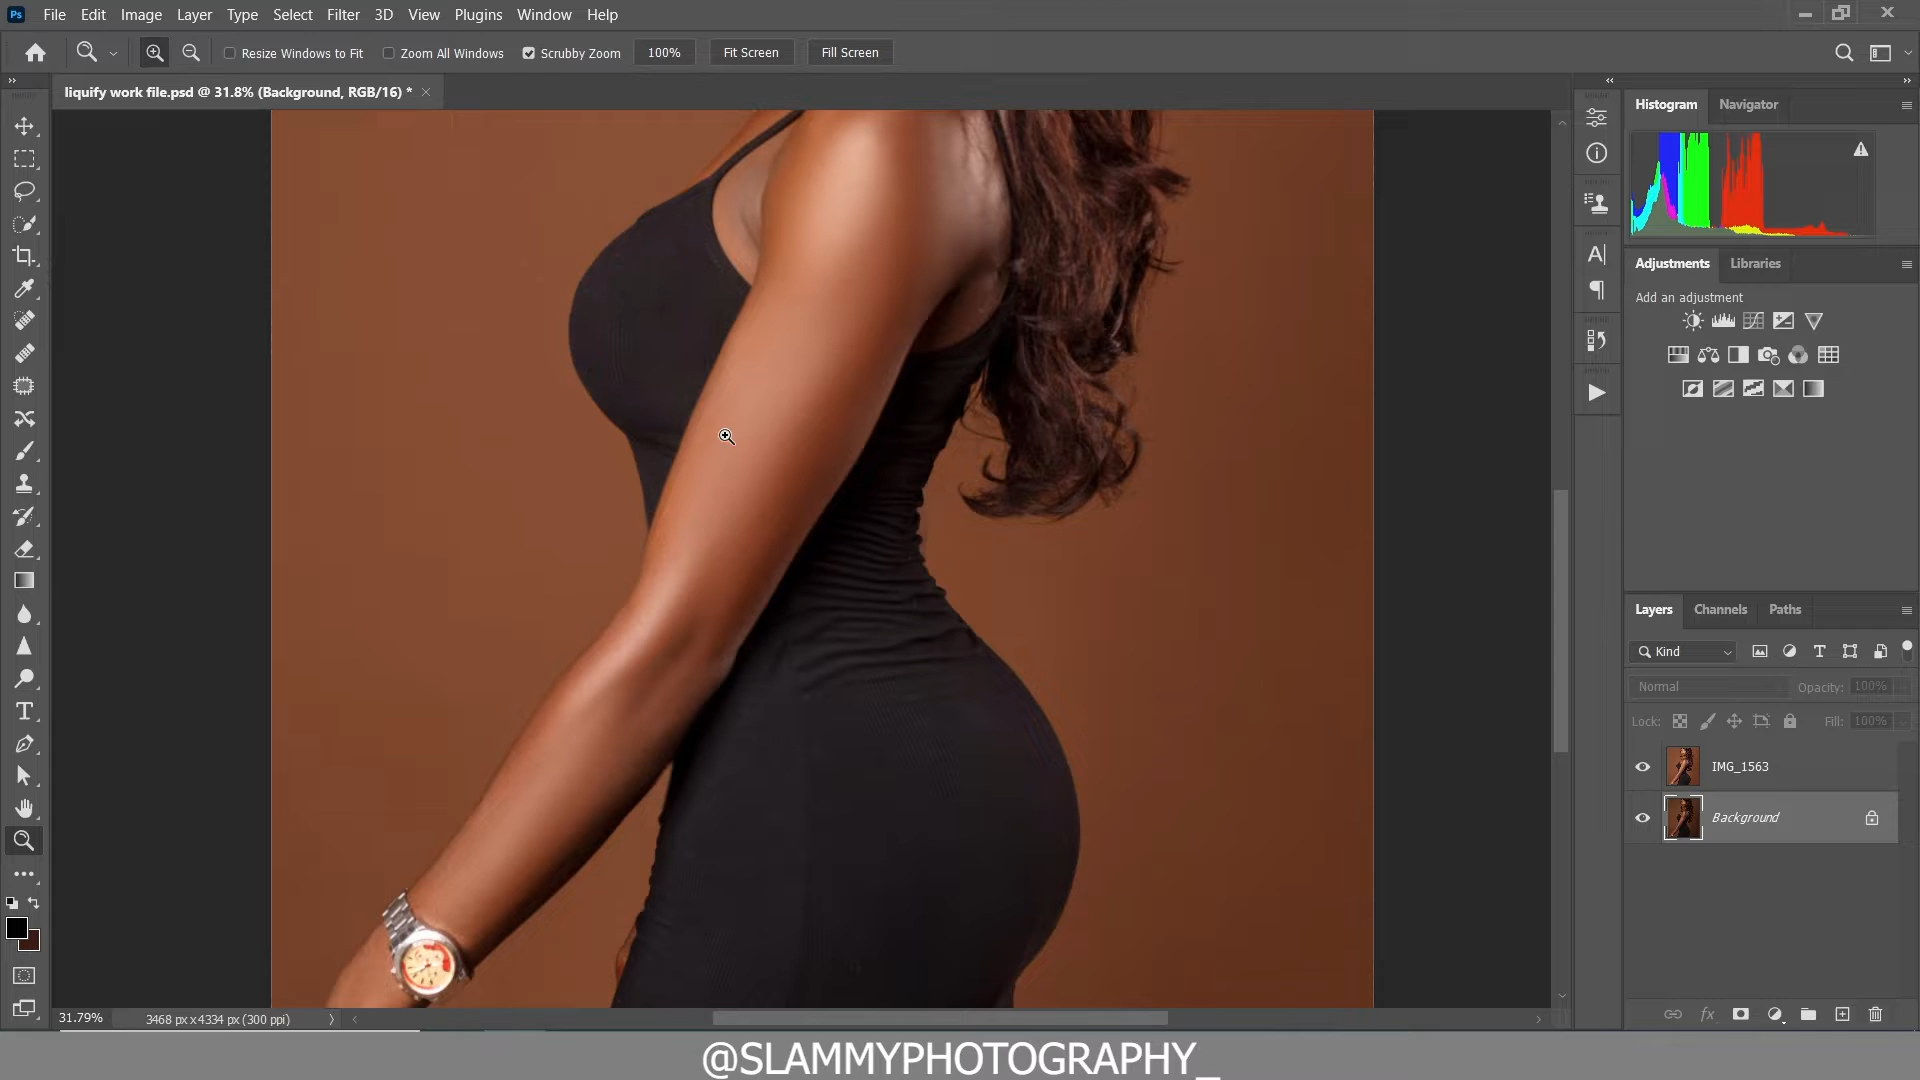 Ps File Edit Image Layer Type Select Filter 3D View Plugins Window Help
Resize Windows to Fit Zoom All Windows Scrubby Zoom 100% Fit Screen Fill Screen
liquify work file.psd @ 31.8% (Background, RGB/16) *
Histogram Navigator
Adjustments Libraries
Add an adjustment
Layers Channels Paths
Kind
Normal Opacity: 100%
Lock: Fill: 100%
IMG_1563
Background
31.79% 3468 px x 4334 px (300 ppi)
@SLAMMYPHOTOGRAPHY_